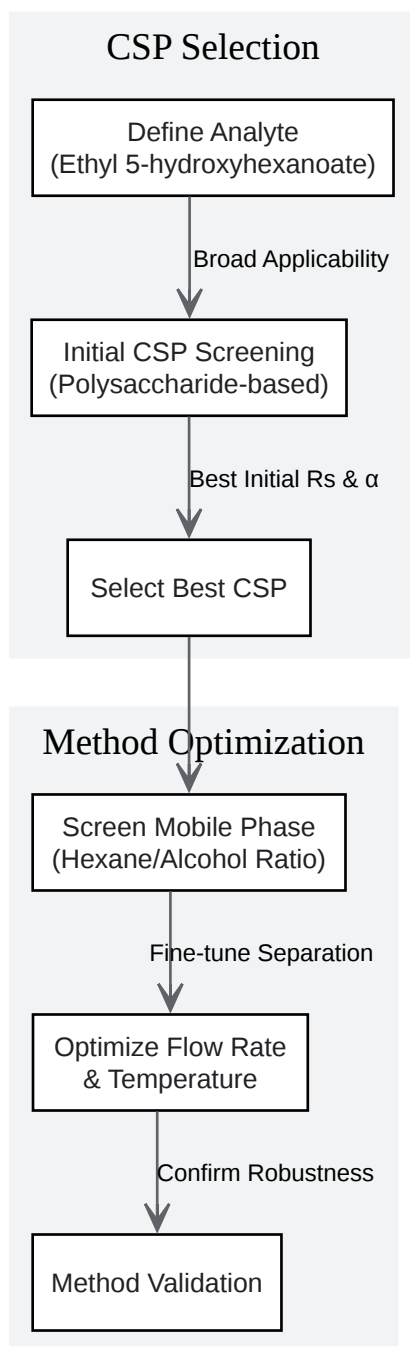 CSP Selection
Define Analyte
(Ethyl 5-hydroxyhexanoate)
Broad Applicability
Initial CSP Screening
(Polysaccharide-based)
Best Initial Rs & α
Select Best CSP
Method Optimization
Screen Mobile Phase
(Hexane/Alcohol Ratio)
Fine-tune Separation
Optimize Flow Rate
& Temperature
Confirm Robustness
Method Validation